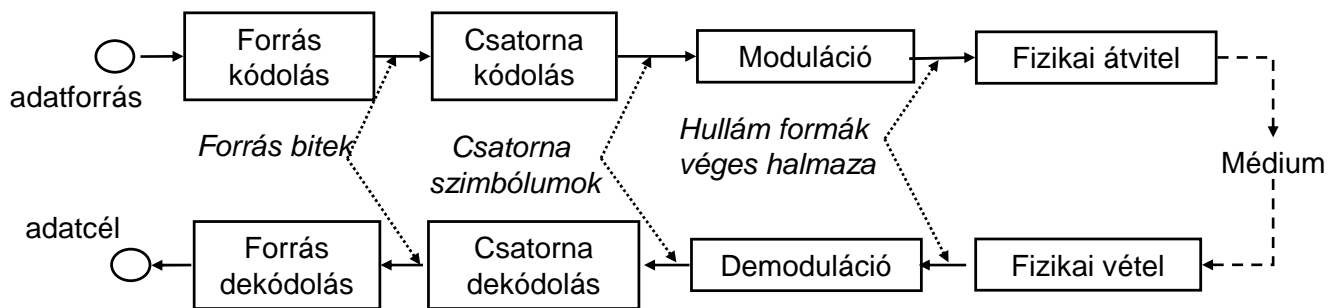 Forrás
kódolás
Csatorna
kódolás
Moduláció
Fizikai átvitel
adatforrás
Forrás bitek
Csatorna
szimbólumok
Hullám formák
véges halmaza
Médium
adatcél
Forrás
dekódolás
Csatorna
dekódolás
Demoduláció
Fizikai vétel